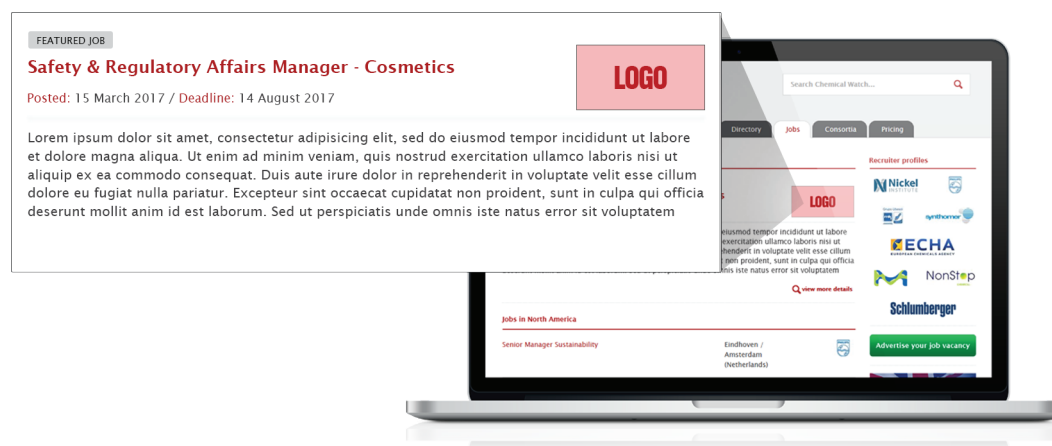 FEATURED JOB
Safety & Regulatory Affairs Manager - Cosmetics
Posted: 15 March 2017 / Deadline: 14 August 2017
LOGO
Lorem ipsum dolor sit amet, consectetur adipisicing elit, sed do eiusmod tempor incididunt ut labore
et dolore magna aliqua. Ut enim ad minim veniam, quis nostrud exercitation ullamco laboris nisi ut
aliquip ex ea commodo consequat. Duis aute irure dolor in reprehenderit in voluptate velit esse cillum
dolore eu fugiat nulla pariatur. Excepteur sint occaecat cupidatat non proident, sunt in culpa qui officia
deserunt mollit anim id est laborum. Sed ut perspiciatis unde omnis iste natus error sit voluptatem
Search Chemical Watch...
Directory
Jobs
Consortia
Pricing
LOGO
eiusmod tempor incididunt ut labore
exercitation ullamco laboris nisi ut
henderit in voluptate velit esse cillum
non proident, sunt in culpa qui officia
nis iste natus error sit voluptatem
view more details
Jobs in North America
Senior Manager Sustainability
Eindhoven /
Amsterdam
(Netherlands)
Recruiter profiles
Nickel
INSTITUTE
synthomer
ECHA
EUROPEAN CHEMICALS AGENCY
NonStop
Schlumberger
Advertise your job vacancy